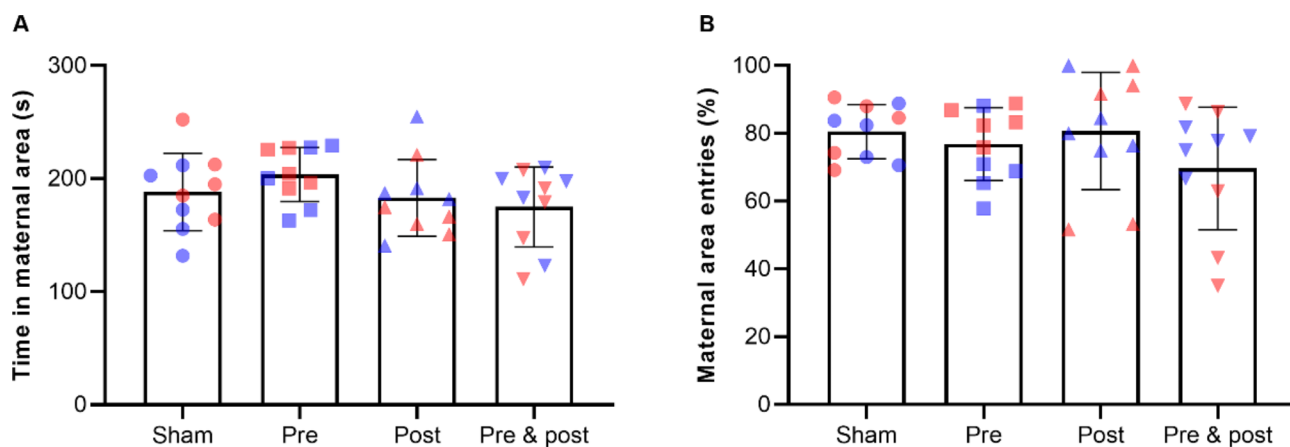 A
Time in maternal area (s)
300
200
100
0
Sham Pre Post Pre & post
B
Maternal area entries (%)
100
80
60
40
20
0
Sham Pre Post Pre & post